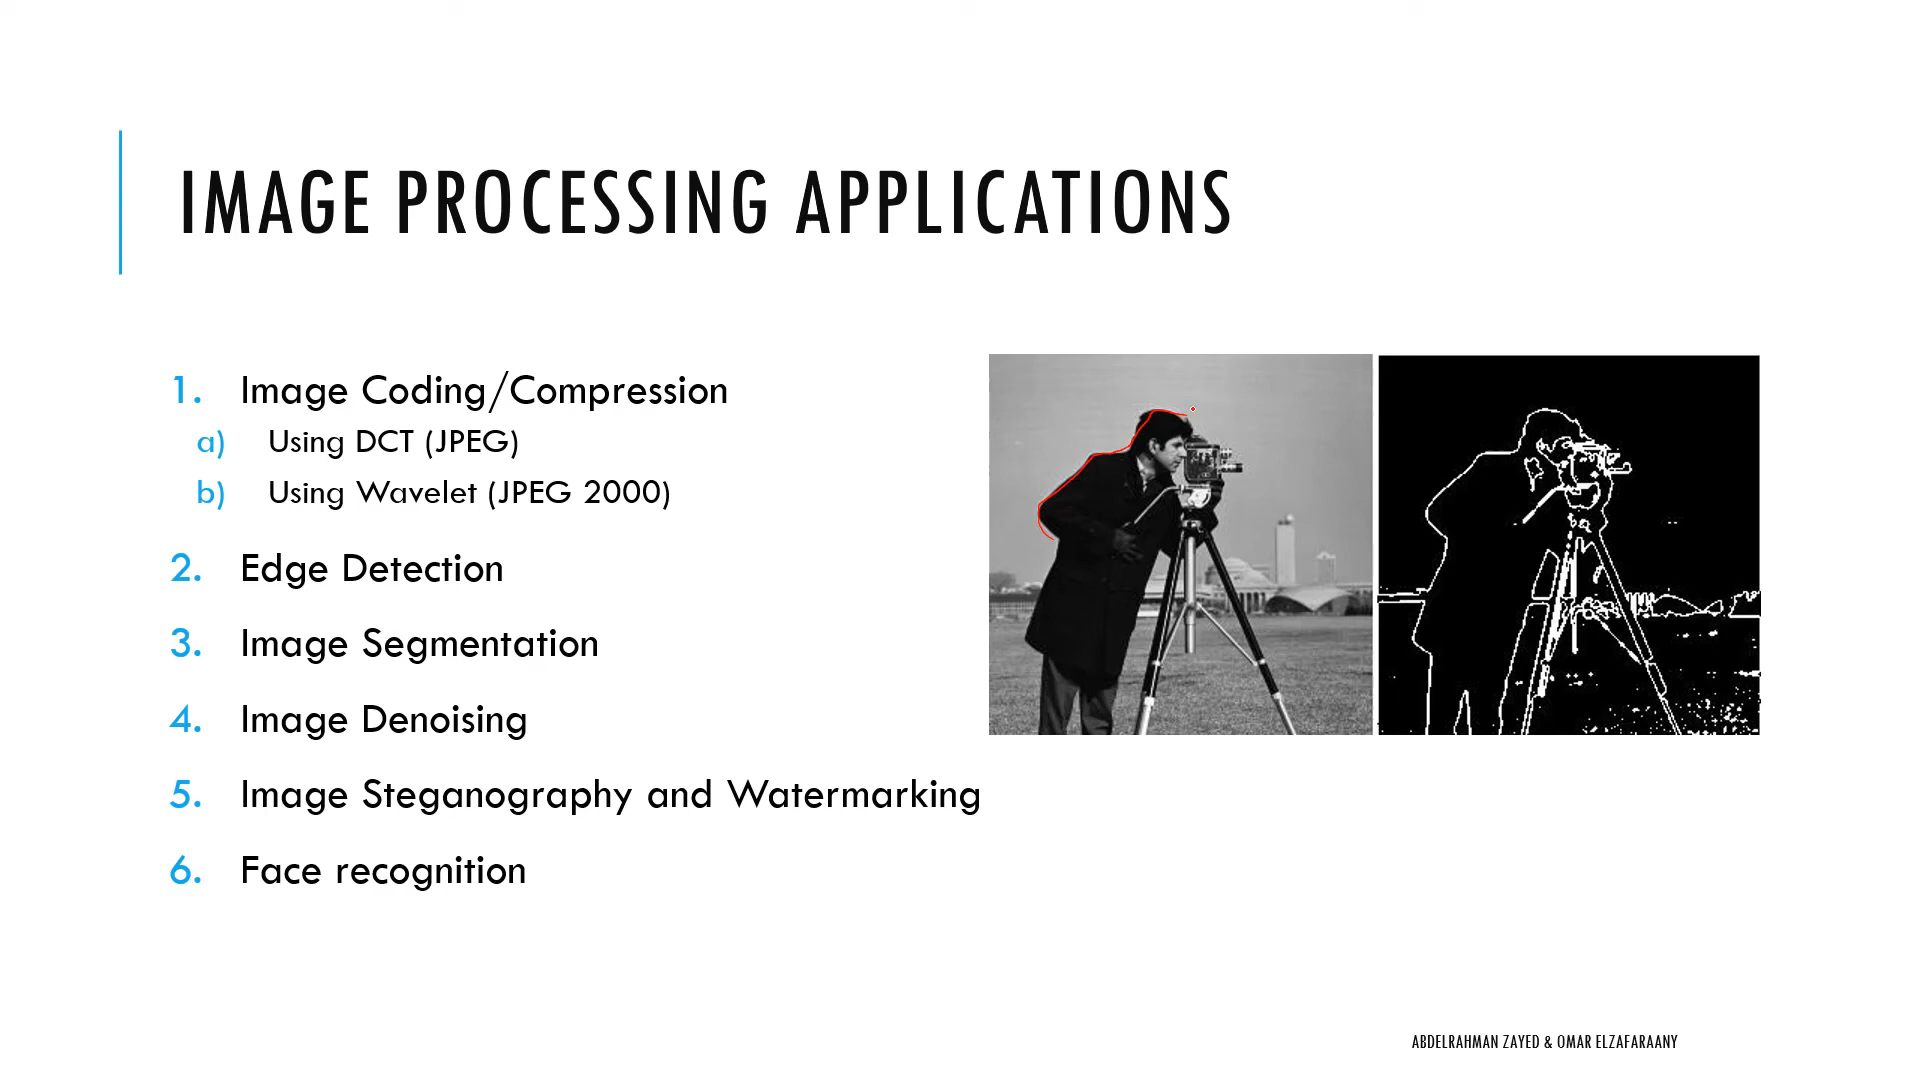 IMAGE PROCESSING APPLICATIONS
1. Image Coding/Compression
a) Using DCT (JPEG)
b) Using Wavelet (JPEG 2000)
2. Edge Detection
3. Image Segmentation
4. Image Denoising
5. Image Steganography and Watermarking
6. Face recognition
ABDELRAHMAN ZAYED & OMAR ELZAFARAANY